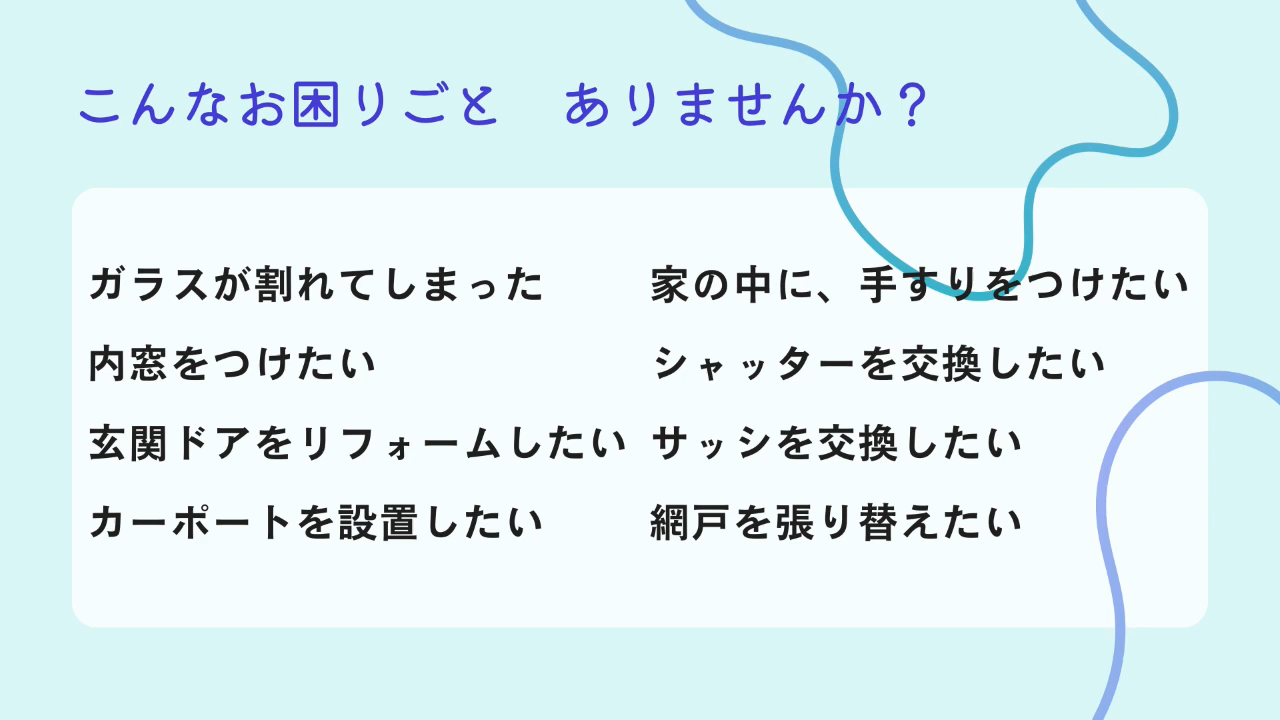 こんなお困りごと　ありませんか？
ガラスが割れてしまった
内窓をつけたい
玄関ドアをリフォームしたい
カーポートを設置したい
家の中に、手すりをつけたい
シャッターを交換したい
サッシを交換したい
網戸を張り替えたい